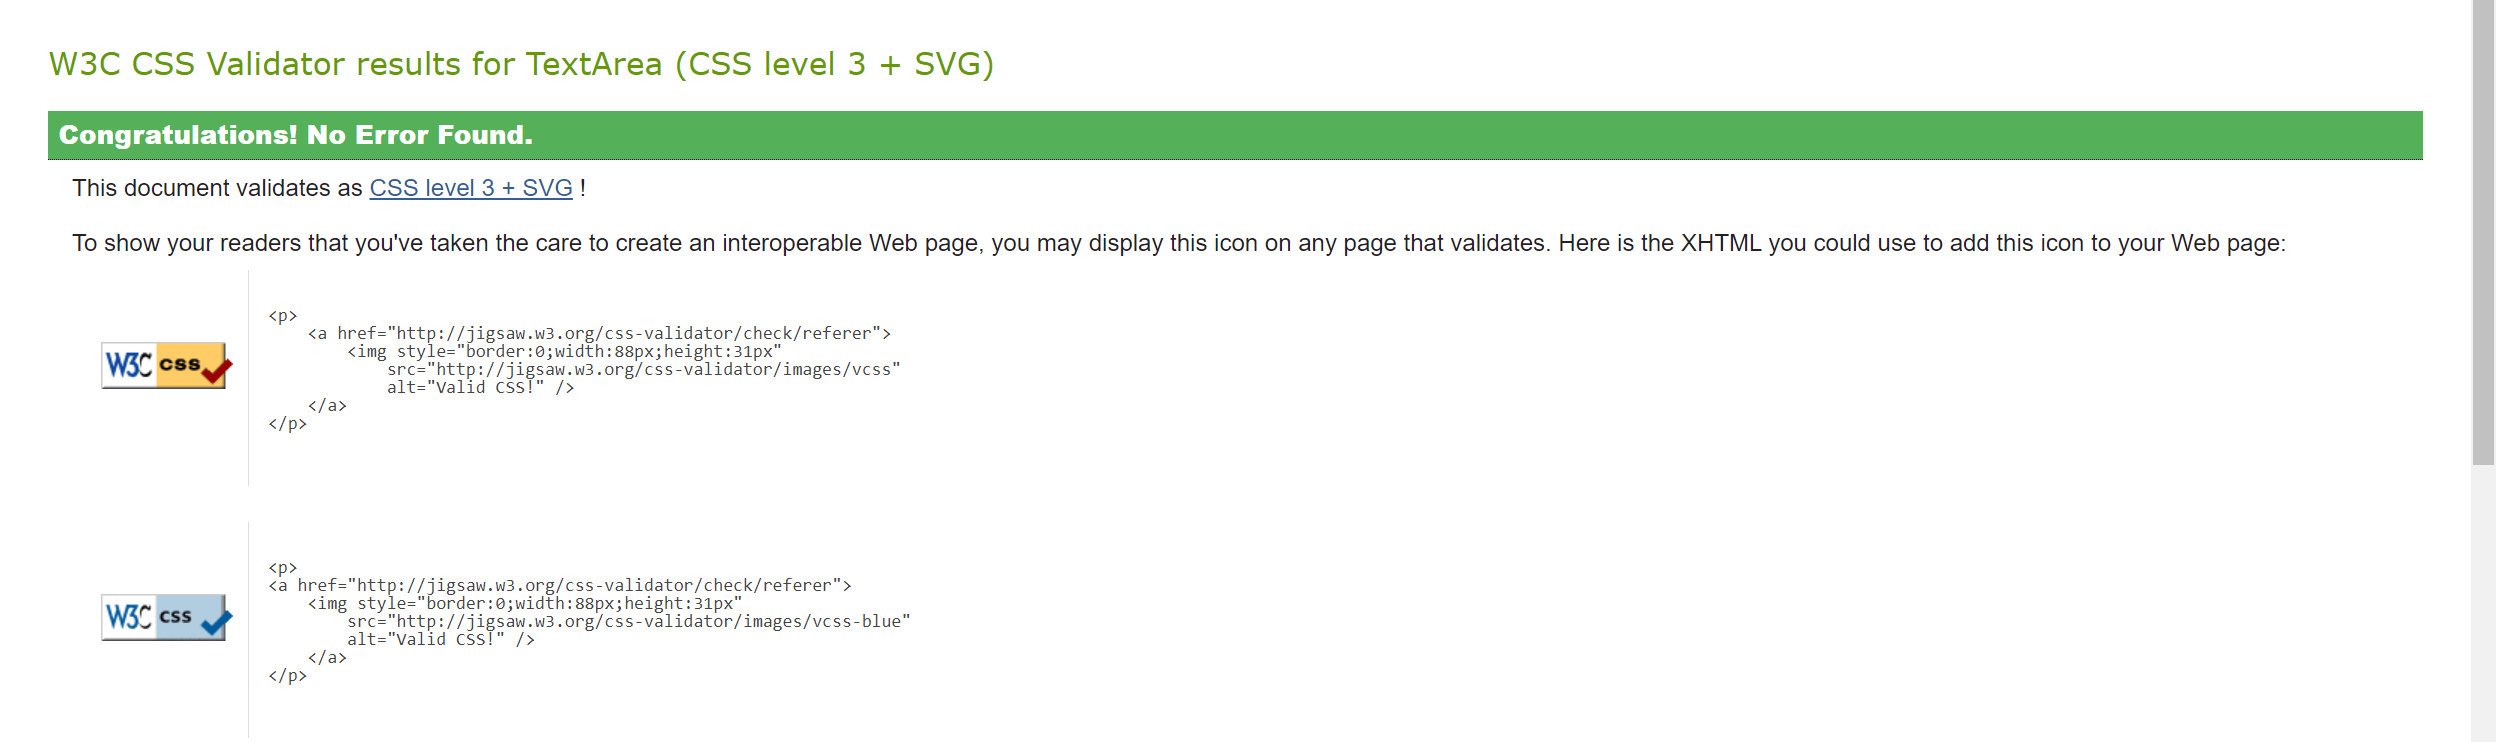 W3C CSS Validator results for TextArea (CSS level 3 + SVG)
Congratulations! No Error Found.
This document validates as CSS level 3 + SVG !
To show your readers that you've taken the care to create an interoperable Web page, you may display this icon on any page that validates. Here is the XHTML you could use to add this icon to your Web page:
<p>
    <a href="http://jigsaw.w3.org/css-validator/check/referer">
        <img style="border:0;width:88px;height:31px"
            src="http://jigsaw.w3.org/css-validator/images/vcss"
            alt="Valid CSS!" />
    </a>
</p>
W3C css
<p>
<a href="http://jigsaw.w3.org/css-validator/check/referer">
    <img style="border:0;width:88px;height:31px"
        src="http://jigsaw.w3.org/css-validator/images/vcss-blue"
        alt="Valid CSS!" />
    </a>
</p>
W3C css